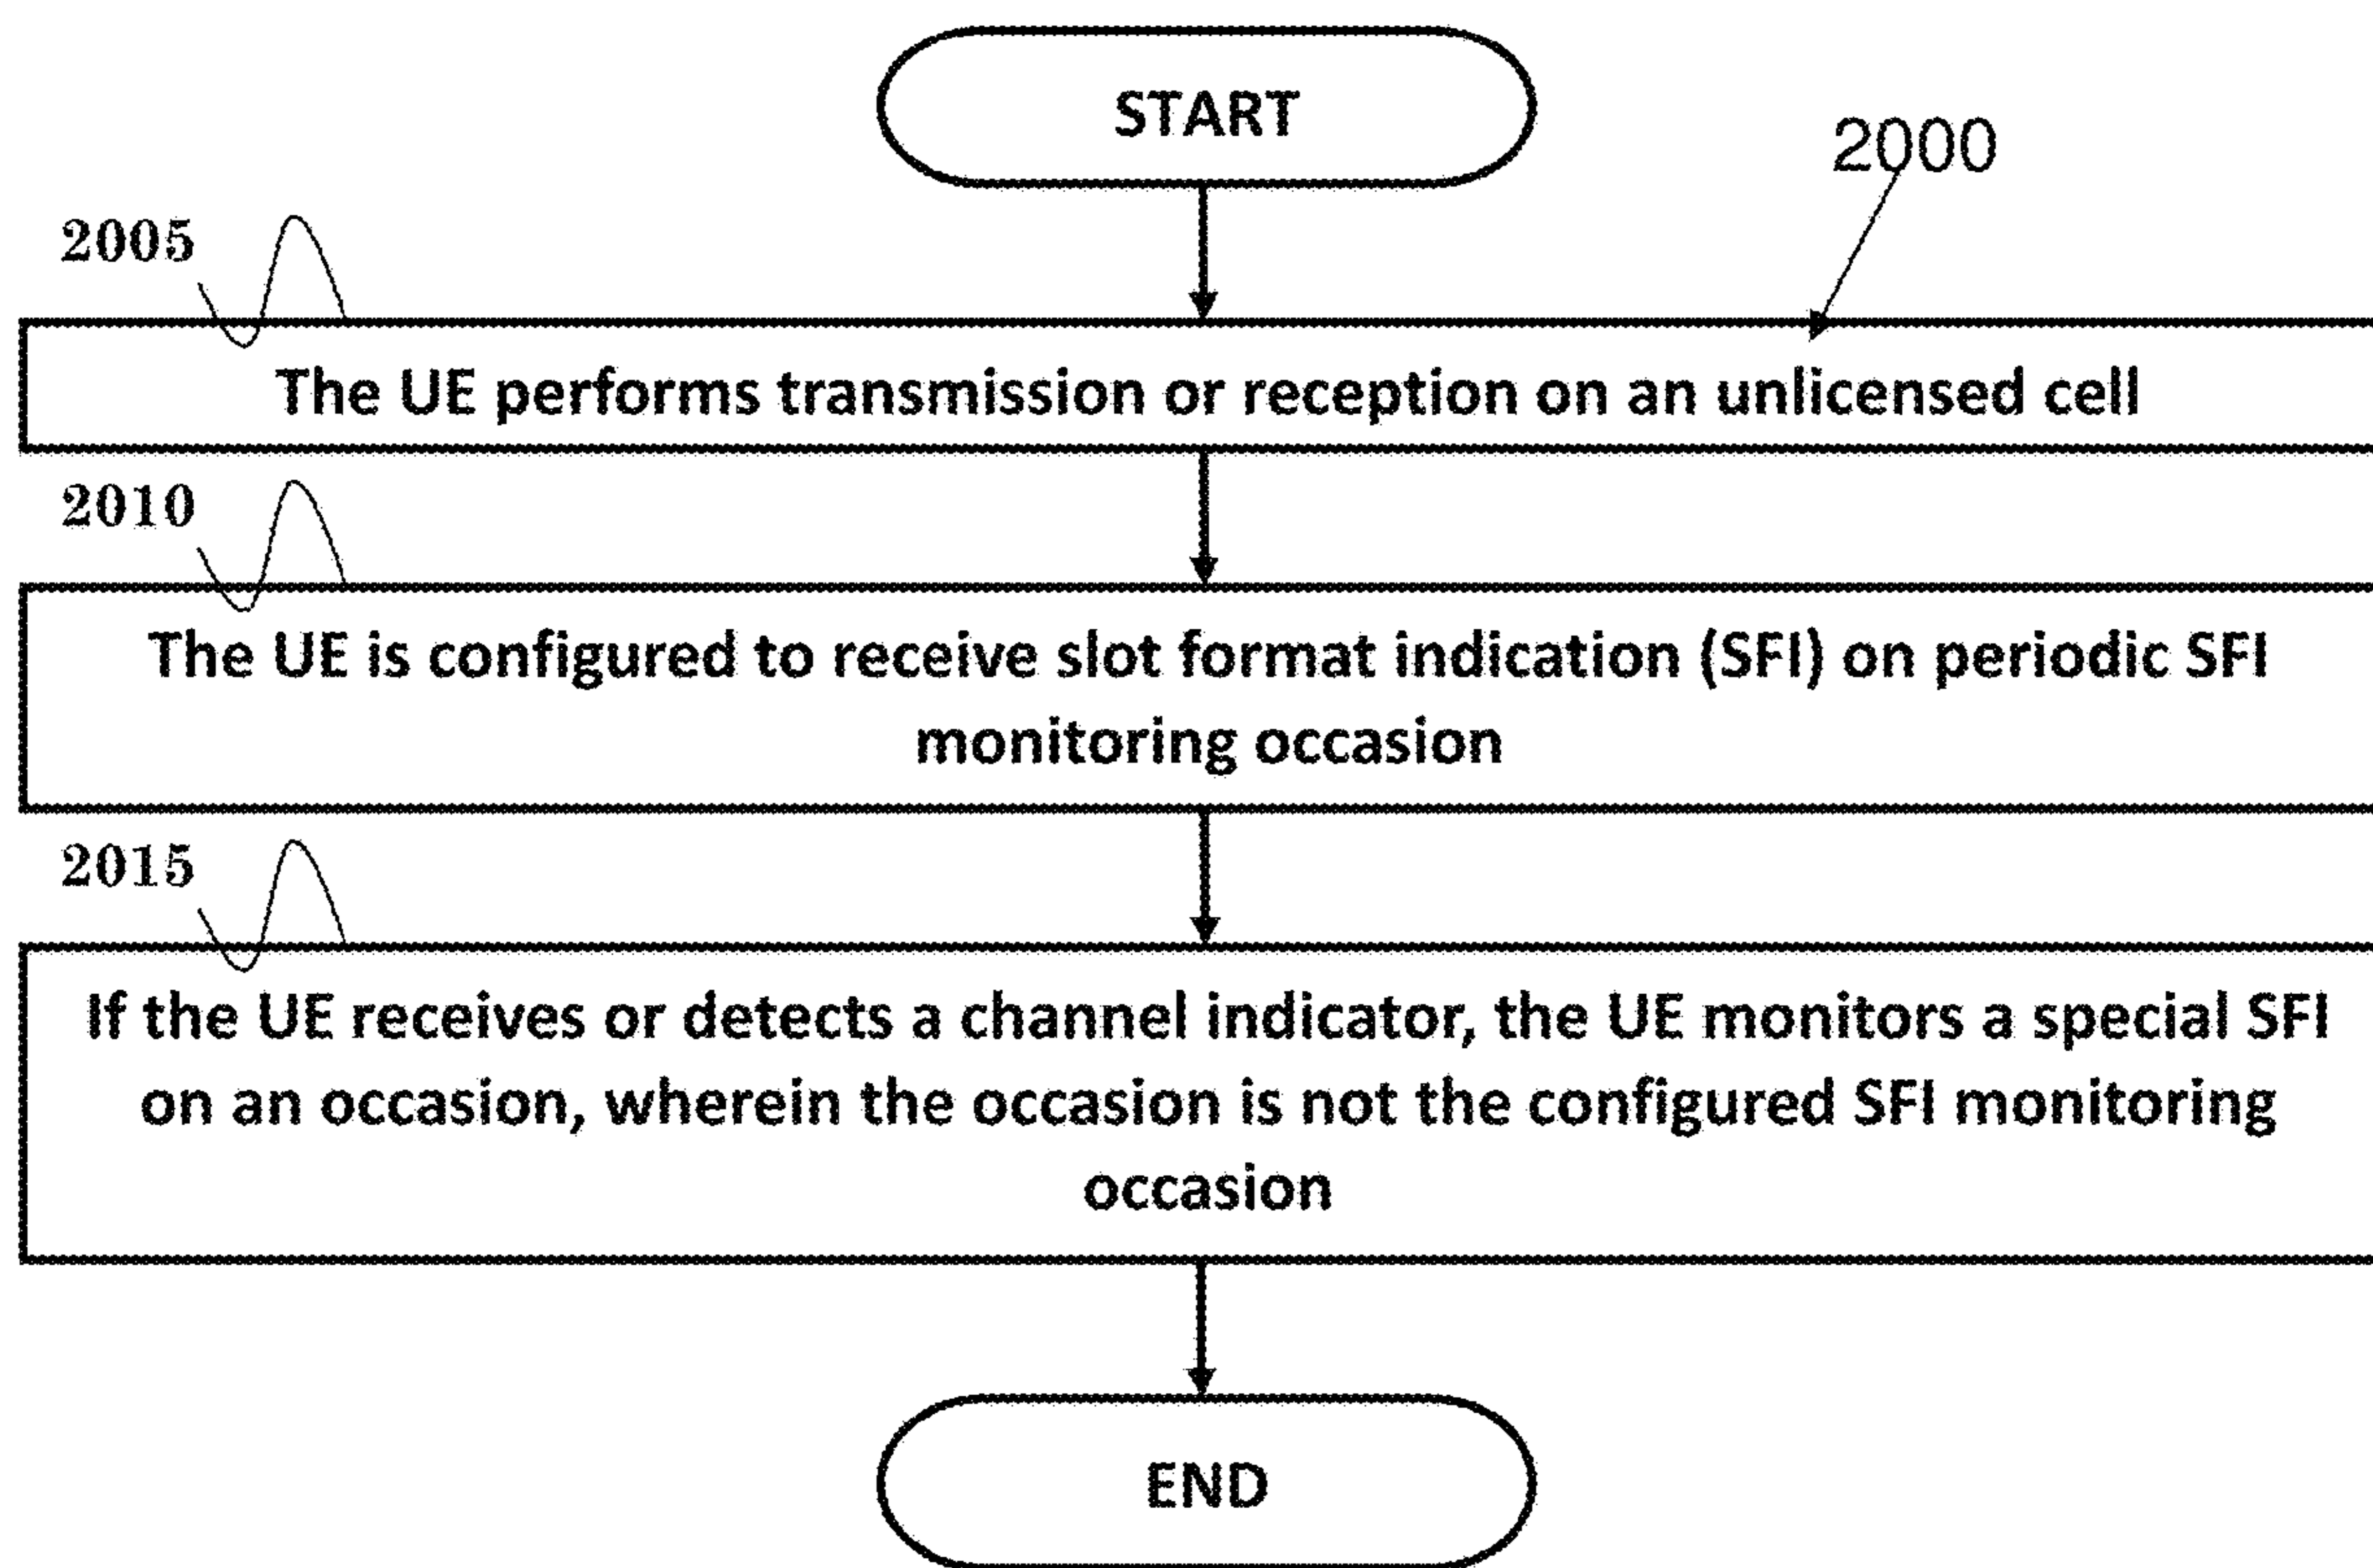 START
2000
2005
The UE performs transmission or reception on an unlicensed cell
2010
The UE is configured to receive slot format indication (SFI) on periodic SFI
monitoring occasion
2015
If the UE receives or detects a channel indicator, the UE monitors a special SFI
on an occasion, wherein the occasion is not the configured SFI monitoring
occasion
END